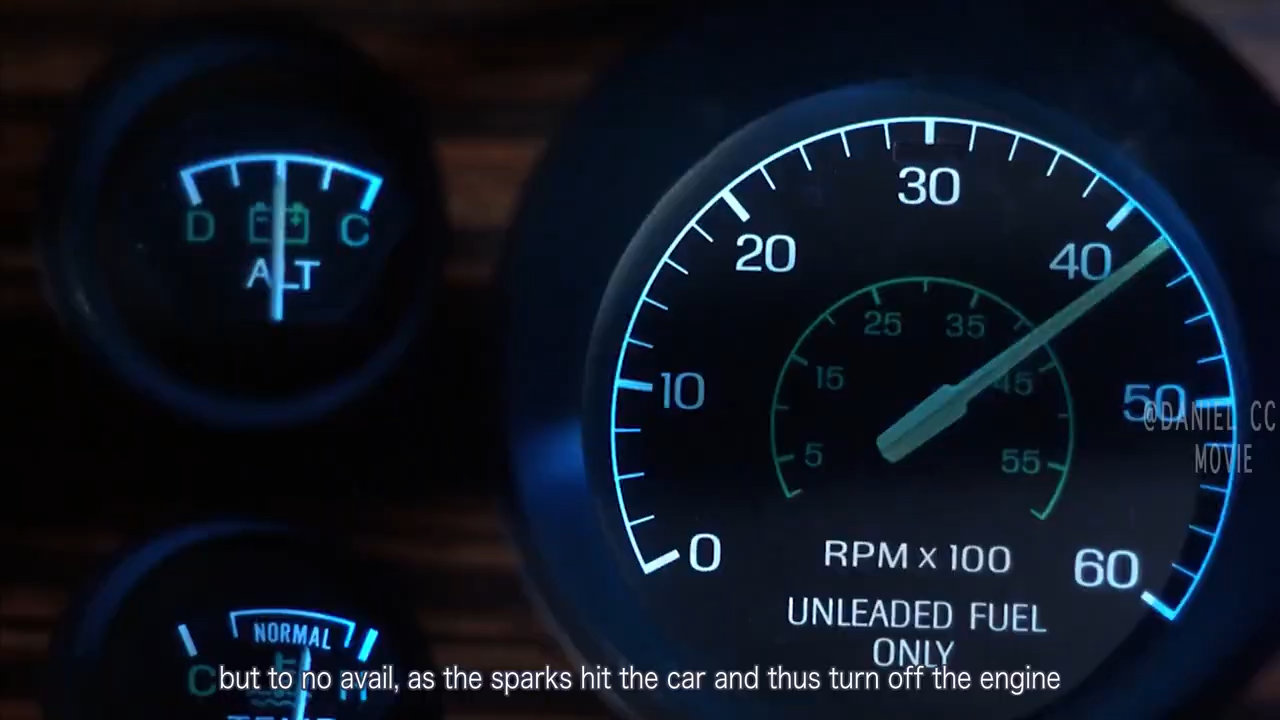 D C
ALT
0 10 20 30 40 50 60
5 15 25 35 45 55
RPM x 100
UNLEADED FUEL
ONLY
@DANIEL CC
MOVIE
NORMAL
C H
TEMP
but to no avail, as the sparks hit the car and thus turn off the engine